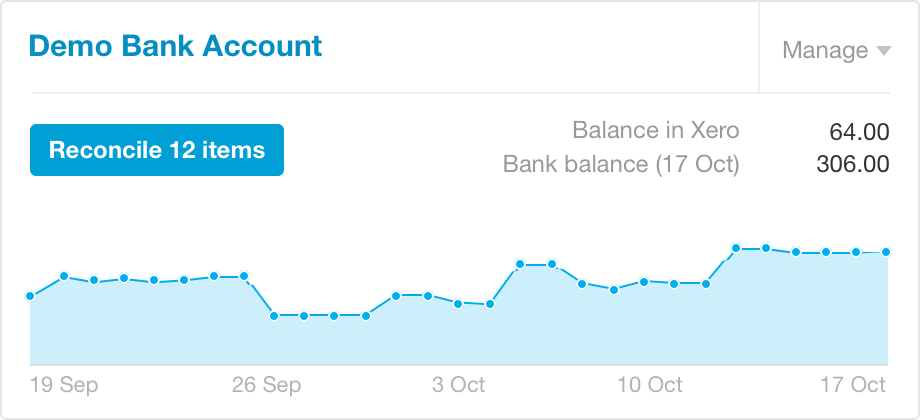 Demo Bank Account
Manage
Reconcile 12 items
Balance in Xero 64.00
Bank balance (17 Oct) 306.00
19 Sep 26 Sep 3 Oct 10 Oct 17 Oct